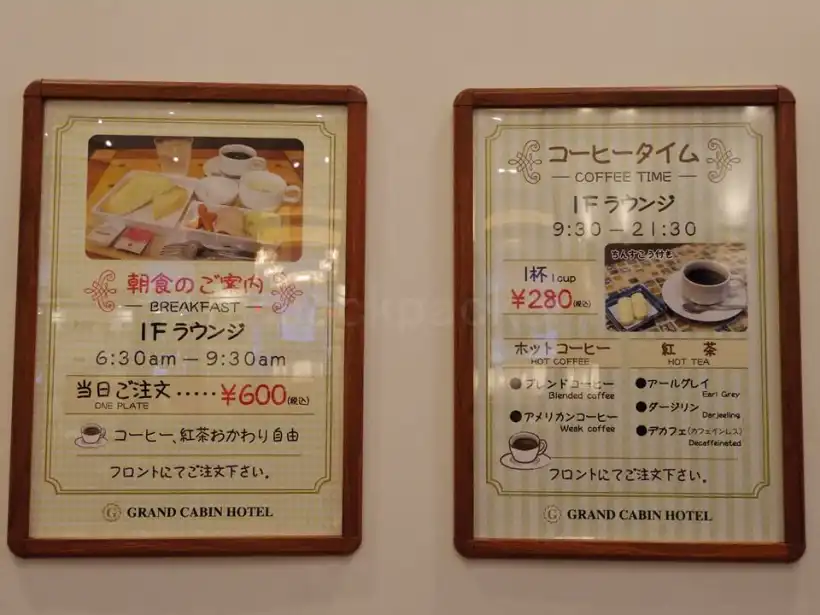 朝食のご案内
BREAKFAST
1Fラウンジ
6:30am－9:30am
当日ご注文‥‥‥¥600(税込)
ONE PLATE
コーヒー、紅茶おかわり自由
フロントにてご注文下さい。
G GRAND CABIN HOTEL
コーヒータイム
COFFEE TIME
1Fラウンジ
9:30－21:30
ちんすこう付き
1杯 1cup
¥280(税込)
ホットコーヒー
HOT COFFEE
●ブレンドコーヒー
Blended coffee
●アメリカンコーヒー
Weak coffee
紅茶
HOT TEA
●アールグレイ
Earl Grey
●ダージリン
Darjeeling
●デカフェ(カフェインレス)
Decaffeinated
フロントにてご注文下さい。
G GRAND CABIN HOTEL